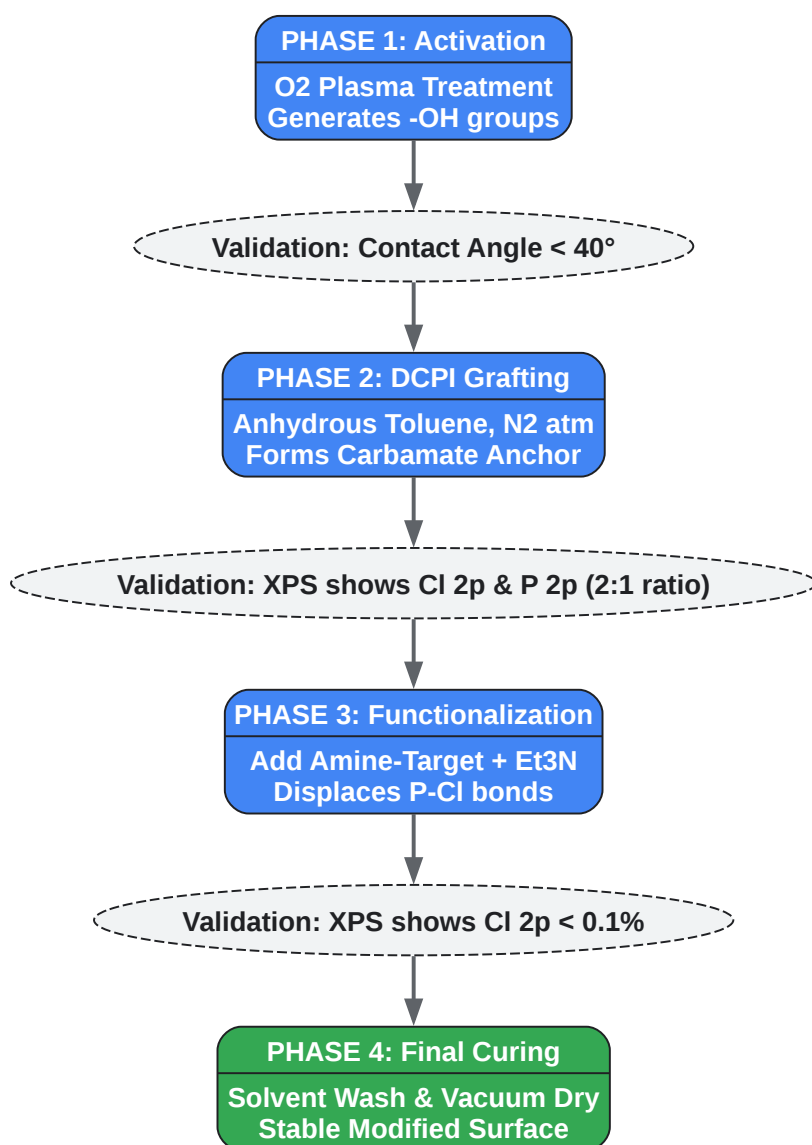 PHASE 1: Activation
O2 Plasma Treatment
Generates -OH groups
Validation: Contact Angle < 40°
PHASE 2: DCPI Grafting
Anhydrous Toluene, N2 atm
Forms Carbamate Anchor
Validation: XPS shows Cl 2p & P 2p (2:1 ratio)
PHASE 3: Functionalization
Add Amine-Target + Et3N
Displaces P-Cl bonds
Validation: XPS shows Cl 2p < 0.1%
PHASE 4: Final Curing
Solvent Wash & Vacuum Dry
Stable Modified Surface